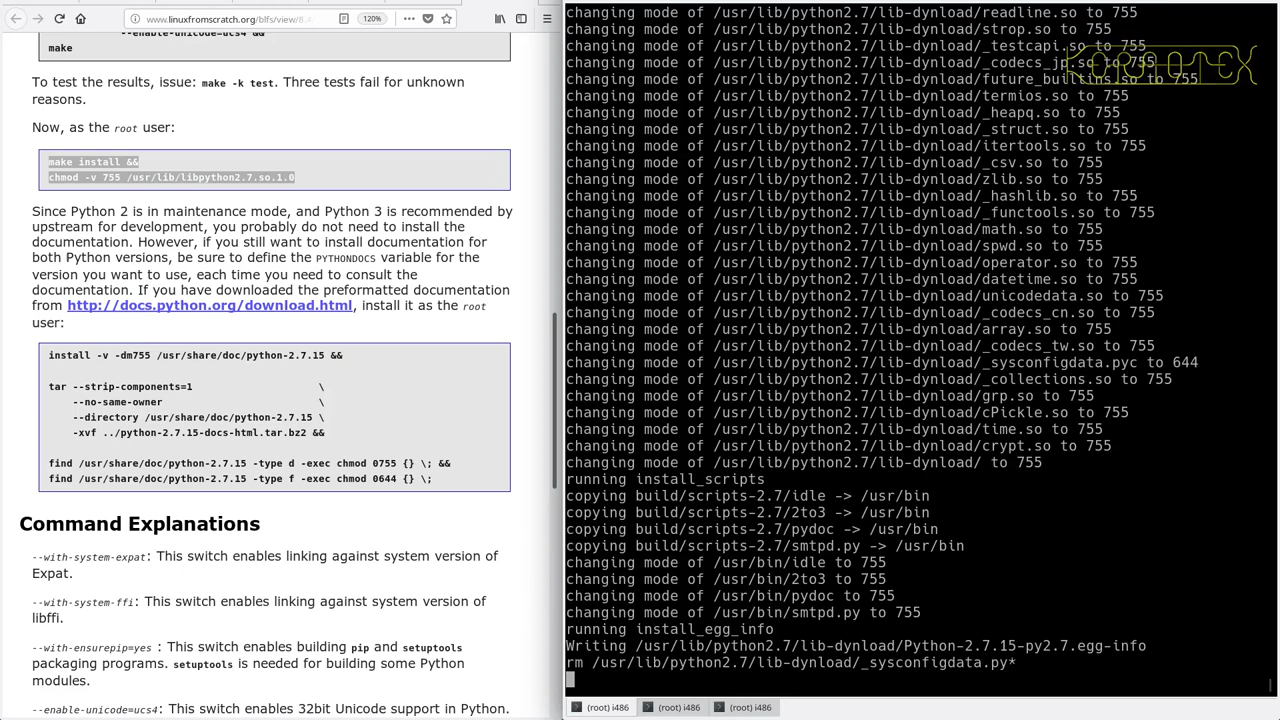 www.linuxfromscratch.org/blfs/view/8.4
120%
--enable-unicode=ucs4 &&
make
To test the results, issue: make -k test. Three tests fail for unknown
reasons.
Now, as the root user:
make install &&
chmod -v 755 /usr/lib/libpython2.7.so.1.0
Since Python 2 is in maintenance mode, and Python 3 is recommended by
upstream for development, you probably do not need to install the
documentation. However, if you still want to install documentation for
both Python versions, be sure to define the PYTHONDOCS variable for the
version you want to use, each time you need to consult the
documentation. If you have downloaded the preformatted documentation
from http://docs.python.org/download.html, install it as the root
user:
install -v -dm755 /usr/share/doc/python-2.7.15 &&
tar --strip-components=1 \
--no-same-owner \
--directory /usr/share/doc/python-2.7.15 \
-xvf ../python-2.7.15-docs-html.tar.bz2 &&
find /usr/share/doc/python-2.7.15 -type d -exec chmod 0755 {} \; &&
find /usr/share/doc/python-2.7.15 -type f -exec chmod 0644 {} \;
Command Explanations
--with-system-expat: This switch enables linking against system version of
Expat.
--with-system-ffi: This switch enables linking against system version of
libffi.
--with-ensurepip=yes : This switch enables building pip and setuptools
packaging programs. setuptools is needed for building some Python
modules.
--enable-unicode=ucs4: This switch enables 32bit Unicode support in Python.
changing mode of /usr/lib/python2.7/lib-dynload/readline.so to 755
changing mode of /usr/lib/python2.7/lib-dynload/strop.so to 755
changing mode of /usr/lib/python2.7/lib-dynload/_testcapi.so to 755
changing mode of /usr/lib/python2.7/lib-dynload/_codecs_jp.so to 755
changing mode of /usr/lib/python2.7/lib-dynload/future_builtins.so to 755
changing mode of /usr/lib/python2.7/lib-dynload/termios.so to 755
changing mode of /usr/lib/python2.7/lib-dynload/_heapq.so to 755
changing mode of /usr/lib/python2.7/lib-dynload/_struct.so to 755
changing mode of /usr/lib/python2.7/lib-dynload/itertools.so to 755
changing mode of /usr/lib/python2.7/lib-dynload/_csv.so to 755
changing mode of /usr/lib/python2.7/lib-dynload/zlib.so to 755
changing mode of /usr/lib/python2.7/lib-dynload/_hashlib.so to 755
changing mode of /usr/lib/python2.7/lib-dynload/_functools.so to 755
changing mode of /usr/lib/python2.7/lib-dynload/math.so to 755
changing mode of /usr/lib/python2.7/lib-dynload/spwd.so to 755
changing mode of /usr/lib/python2.7/lib-dynload/operator.so to 755
changing mode of /usr/lib/python2.7/lib-dynload/datetime.so to 755
changing mode of /usr/lib/python2.7/lib-dynload/unicodedata.so to 755
changing mode of /usr/lib/python2.7/lib-dynload/_codecs_cn.so to 755
changing mode of /usr/lib/python2.7/lib-dynload/array.so to 755
changing mode of /usr/lib/python2.7/lib-dynload/_codecs_tw.so to 755
changing mode of /usr/lib/python2.7/lib-dynload/_sysconfigdata.pyc to 644
changing mode of /usr/lib/python2.7/lib-dynload/_collections.so to 755
changing mode of /usr/lib/python2.7/lib-dynload/grp.so to 755
changing mode of /usr/lib/python2.7/lib-dynload/cPickle.so to 755
changing mode of /usr/lib/python2.7/lib-dynload/time.so to 755
changing mode of /usr/lib/python2.7/lib-dynload/crypt.so to 755
changing mode of /usr/lib/python2.7/lib-dynload/ to 755
running install_scripts
copying build/scripts-2.7/idle -> /usr/bin
copying build/scripts-2.7/2to3 -> /usr/bin
copying build/scripts-2.7/pydoc -> /usr/bin
copying build/scripts-2.7/smtpd.py -> /usr/bin
changing mode of /usr/bin/idle to 755
changing mode of /usr/bin/2to3 to 755
changing mode of /usr/bin/pydoc to 755
changing mode of /usr/bin/smtpd.py to 755
running install_egg_info
Writing /usr/lib/python2.7/lib-dynload/Python-2.7.15-py2.7.egg-info
rm /usr/lib/python2.7/lib-dynload/_sysconfigdata.py*
(root) i486
(root) i486
(root) i486